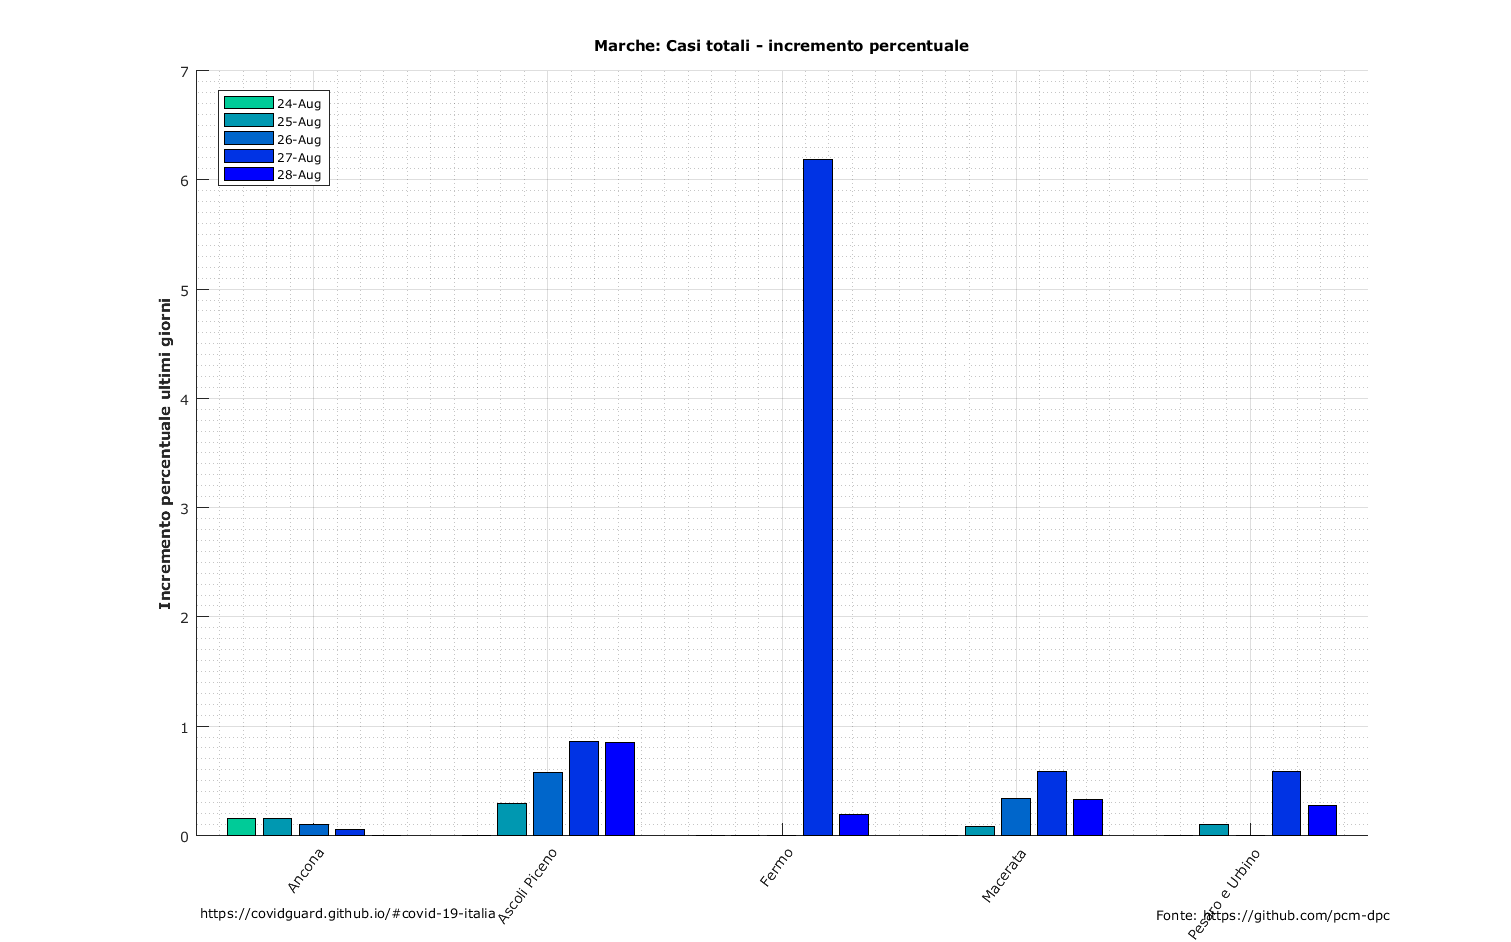 Marche: Casi totali - incremento percentuale
Incremento percentuale ultimi giorni
7
6
5
4
3
2
1
0
24-Aug
25-Aug
26-Aug
27-Aug
28-Aug
Ancona
Ascoli Piceno
Fermo
Macerata
Pesaro e Urbino
https://covidguard.github.io/#covid-19-italia
Fonte: https://github.com/pcm-dpc